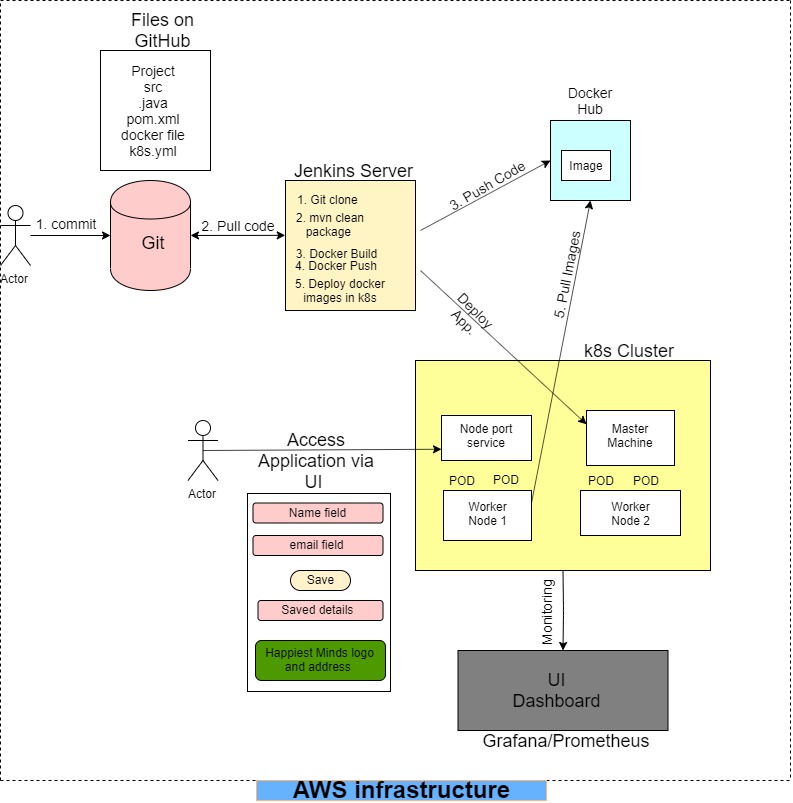 Files on
GitHub
Project
src
.java
pom.xml
docker file
k8s.yml
Docker
Hub
Image
Jenkins Server
1. Git clone
2. mvn clean
package
3. Docker Build
4. Docker Push
5. Deploy docker
images in k8s
Actor
1. commit
Git
2. Pull code
3. Push Code
Deploy
App.
5. Pull Images
k8s Cluster
Node port
service
Master
Machine
POD POD
POD POD
Worker
Node 1
Worker
Node 2
Actor
Access
Application via
UI
Name field
email field
Save
Saved details
Happiest Minds logo
and address
Monitoring
UI
Dashboard
Grafana/Prometheus
AWS infrastructure